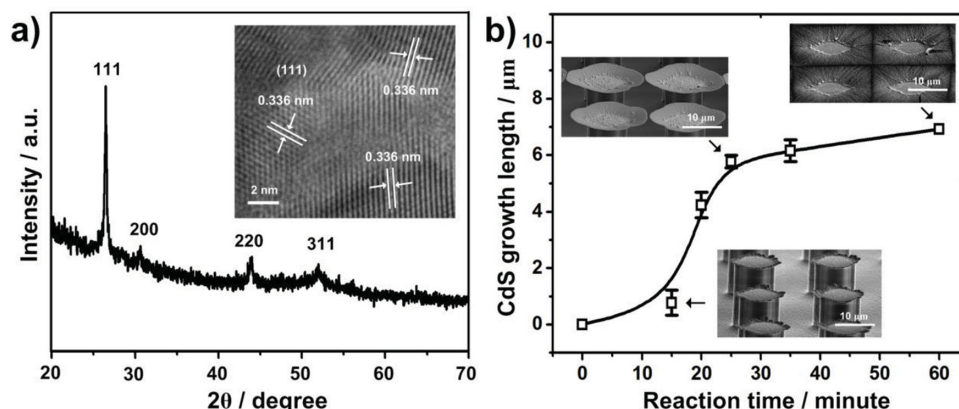 a)
111
200
220
311
(111)
0.336 nm
0.336 nm
0.336 nm
2 nm
Intensity / a.u.
20 30 40 50 60 70
2θ / degree
b)
10 μm
10 μm
10 μm
CdS growth length / μm
10
8
6
4
2
0
0 10 20 30 40 50 60
Reaction time / minute